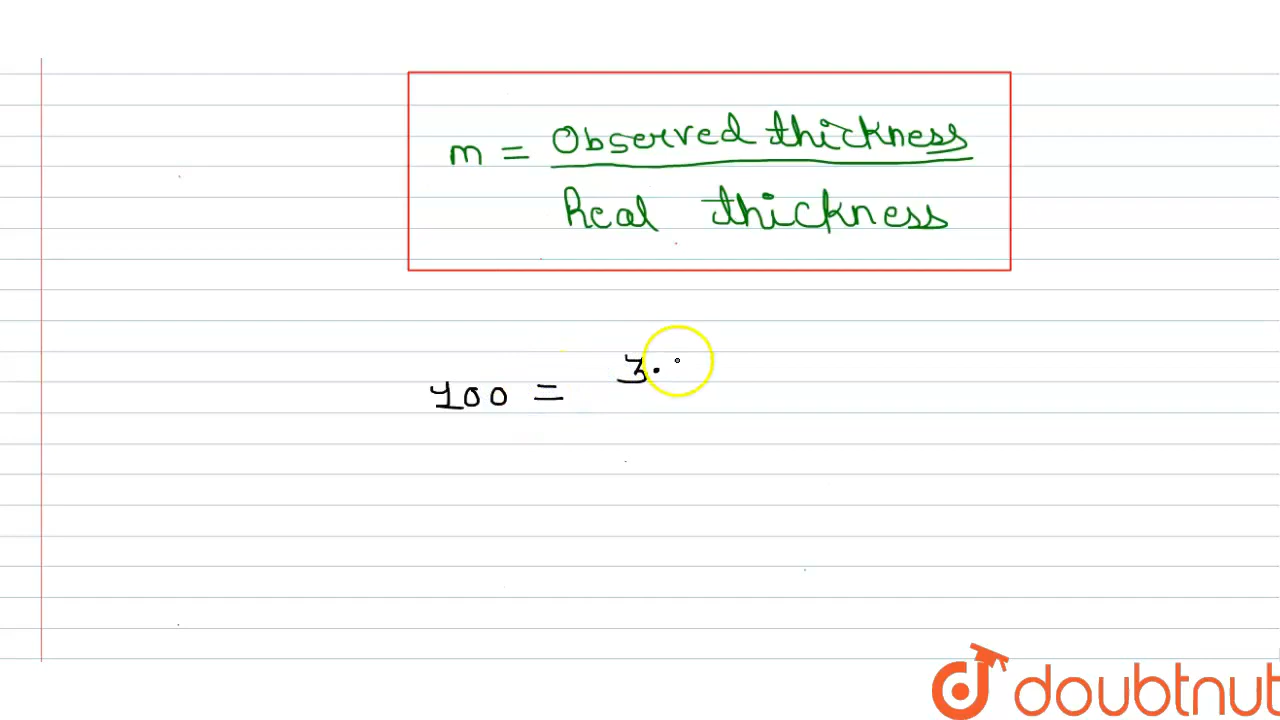 m = Observed thickness
Real thickness
100 = 3.
doubtnut